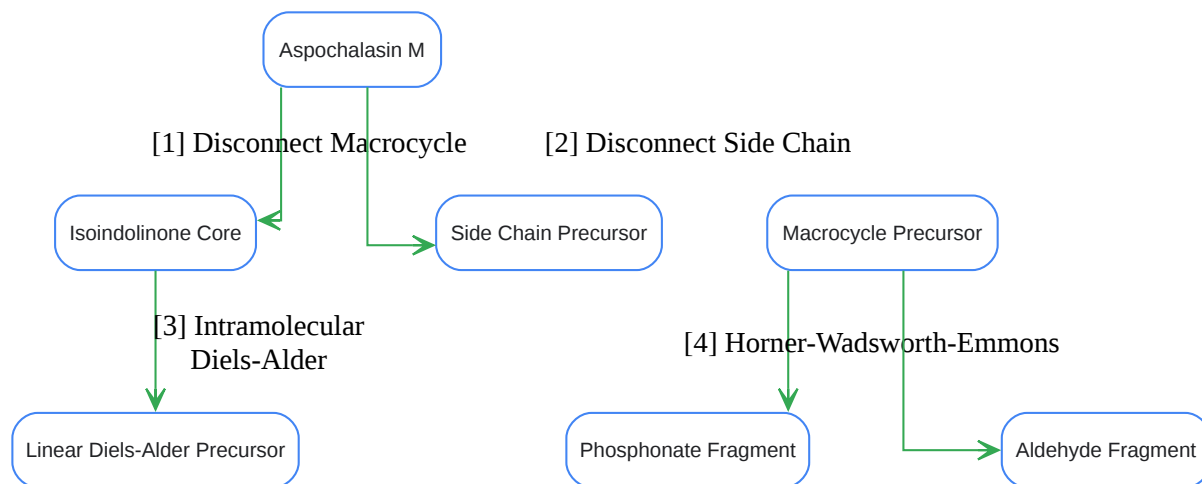 Aspochalasin M
[1] Disconnect Macrocycle
[2] Disconnect Side Chain
Isoindolinone Core
Side Chain Precursor
Macrocycle Precursor
[3] Intramolecular
Diels-Alder
[4] Horner-Wadsworth-Emmons
Linear Diels-Alder Precursor
Phosphonate Fragment
Aldehyde Fragment